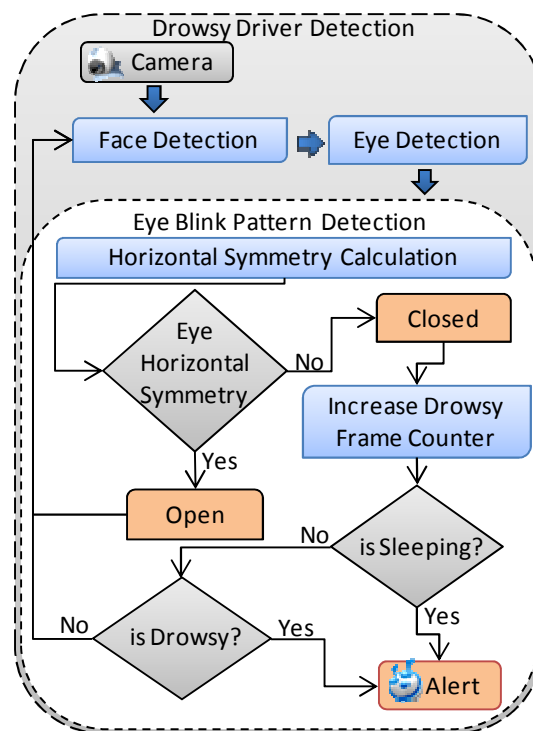 Drowsy Driver Detection
Camera
Face Detection
Eye Detection
Eye Blink Pattern Detection
Horizontal Symmetry Calculation
Eye
Horizontal
Symmetry
No
Closed
Increase Drowsy
Frame Counter
Yes
Open
No
is Sleeping?
No
is Drowsy?
Yes
Yes
Alert